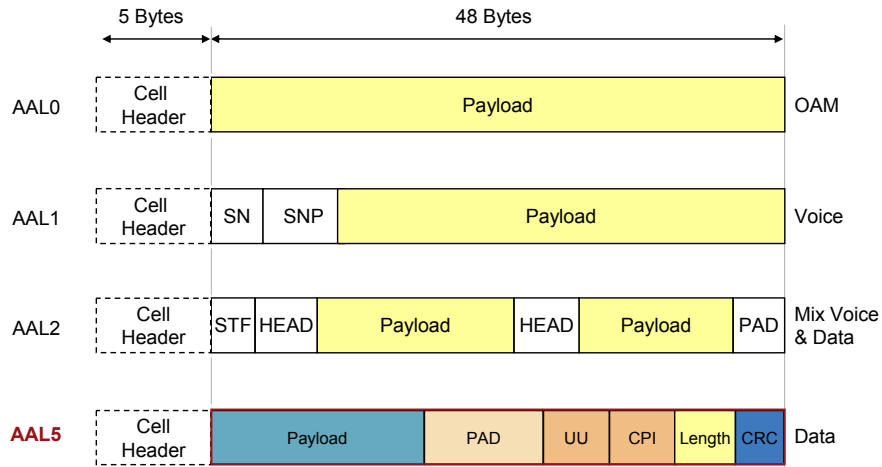 5 Bytes 48 Bytes
AAL0 Cell Header Payload OAM
AAL1 Cell Header SN SNP Payload Voice
AAL2 Cell Header STF HEAD Payload HEAD Payload PAD Mix Voice & Data
AAL5 Cell Header Payload PAD UU CPI Length CRC Data